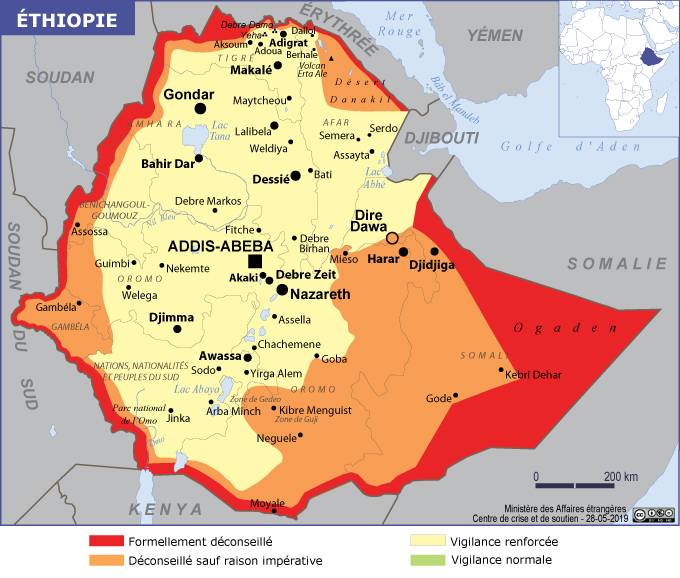 ÉTHIOPIE
ÉRYTHRÉE
Mer
Rouge
YÉMEN
SOUDAN
Debre Damo
Yeha
Dallol
Aksoum
Adoua
Adigrat
Berhale
TIGRÉ
Makalé
Volcan
Erta Ale
Désert
Danakil
Bab el Mandeb
Golfe d'Aden
Gondar
Maytcheou
AMHARA
Lac
Tana
Lalibela
AFAR
Semera
Serdo
DJIBOUTI
Weldiya
Assayta
Bahir Dar
Lac
Abhé
Dessié
Bati
BÉNICHANGOUL-
GOUMOUZ
Debre Markos
Nil Bleu
Dire
Dawa
Assossa
Fitche
Debre
Birhan
ADDIS-ABEBA
Mieso
Harar
Djidjiga
SOMALIE
Guimbi
Nekemte
OROMO
Akaki
Debre Zeit
Welega
Nazareth
SOUDAN
DU
SUD
Gambéla
GAMBÉLA
Djimma
Assella
Ogaden
Chachemene
Awassa
Goba
SOMALI
NATIONS, NATIONALITÉS
ET PEUPLES DU SUD
Sodo
Yirga Alem
Kebri Dehar
OROMO
Lac Abaya
Zone de Gedeo
Gode
Parc national
de l'Omo
Arba Minch
Kibre Menguist
Jinka
Zone de Guji
Neguele
Omo
KENYA
Moyale
0
200 km
Ministère des Affaires étrangères
Centre de crise et de soutien - 28-05-2019
Formellement déconseillé
Vigilance renforcée
Déconseillé sauf raison impérative
Vigilance normale